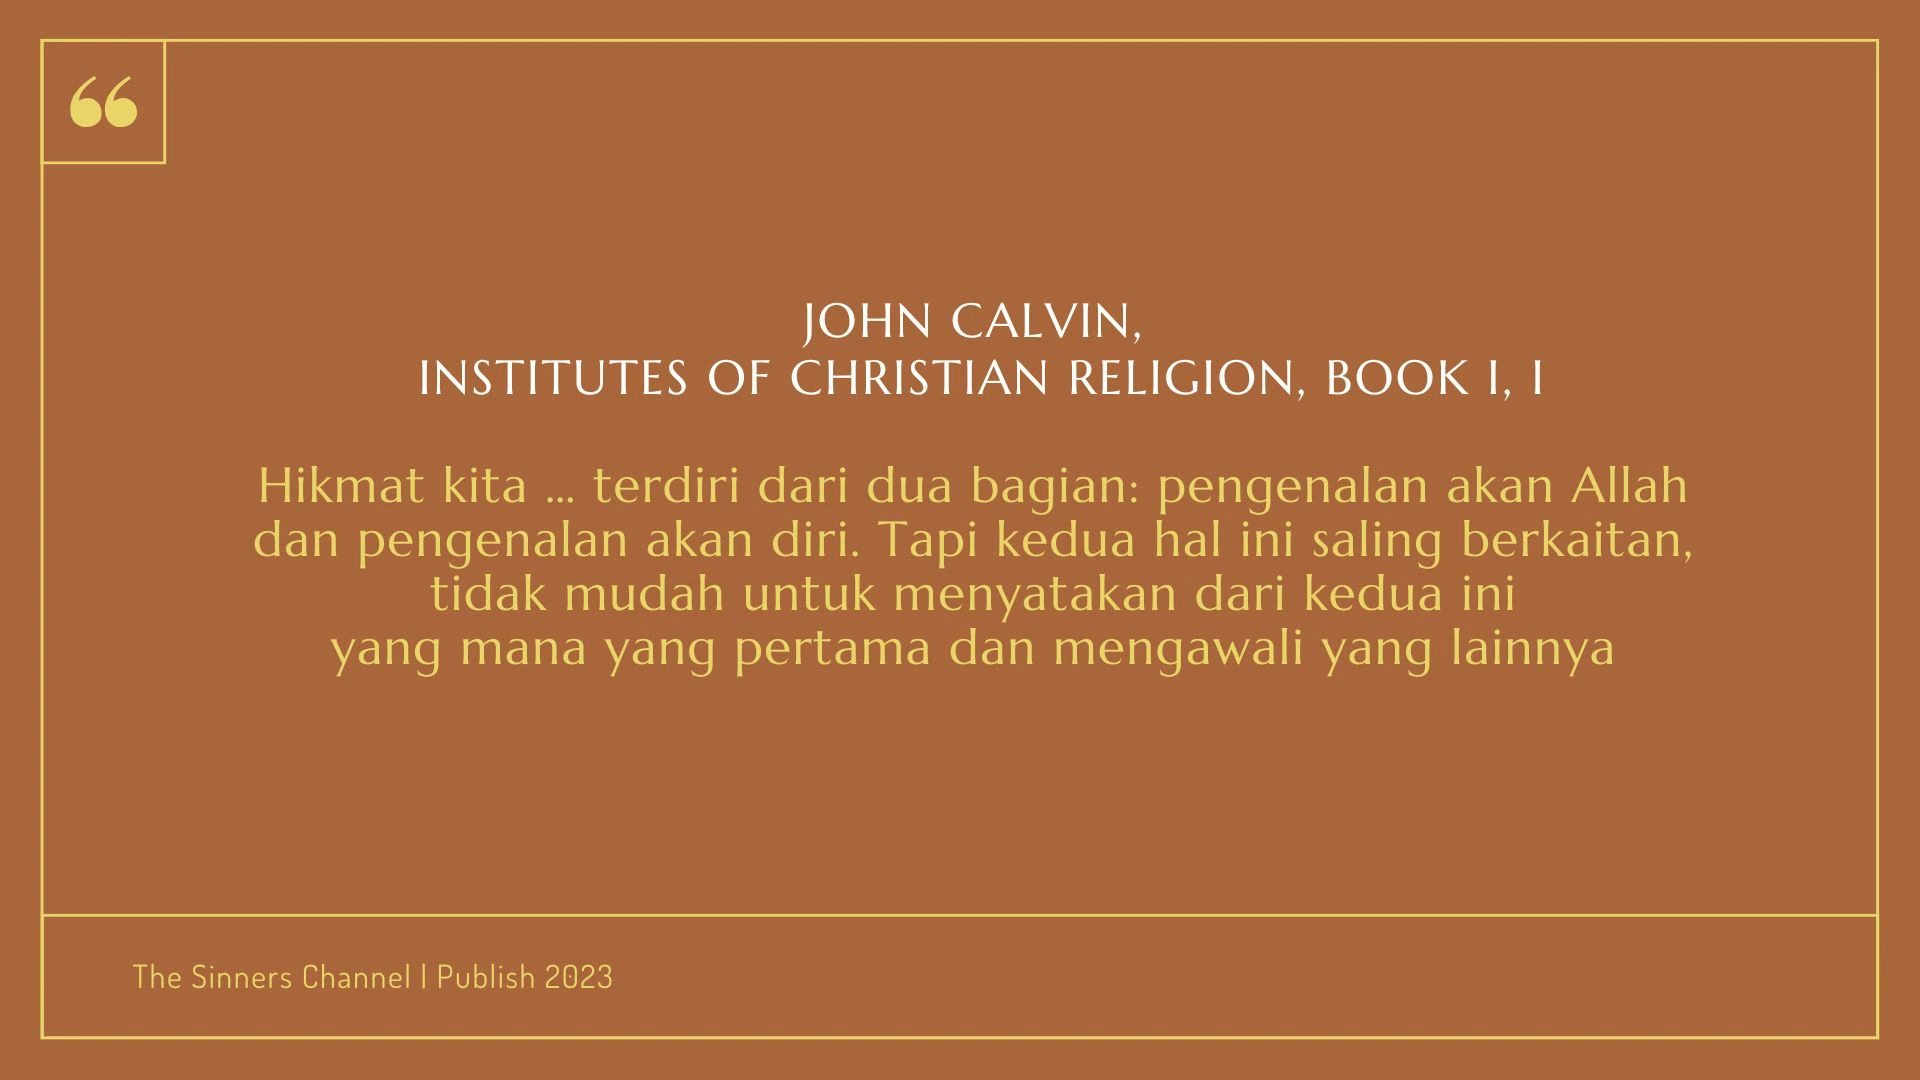 “
JOHN CALVIN,
INSTITUTES OF CHRISTIAN RELIGION, BOOK I, I
Hikmat kita ... terdiri dari dua bagian: pengenalan akan Allah
dan pengenalan akan diri. Tapi kedua hal ini saling berkaitan,
tidak mudah untuk menyatakan dari kedua ini
yang mana yang pertama dan mengawali yang lainnya
The Sinners Channel | Publish 2023